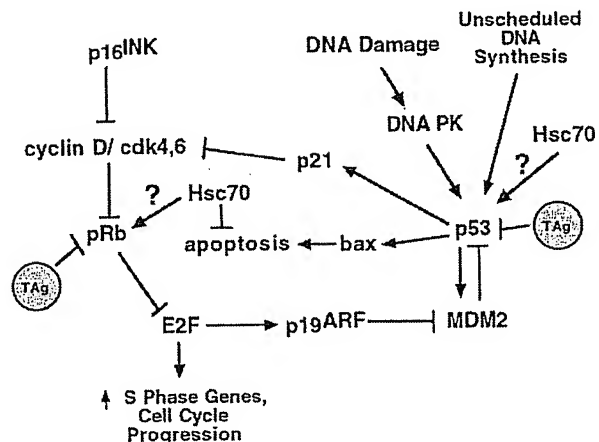 Unscheduled
DNA
Synthesis
DNA Damage
p16INK
DNA PK
Hsc70
?
cyclin D/ cdk4,6
p21
? Hsc70
pRb
apoptosis
bax
p53
TAg
TAg
E2F
p19ARF
MDM2
S Phase Genes,
Cell Cycle
Progression